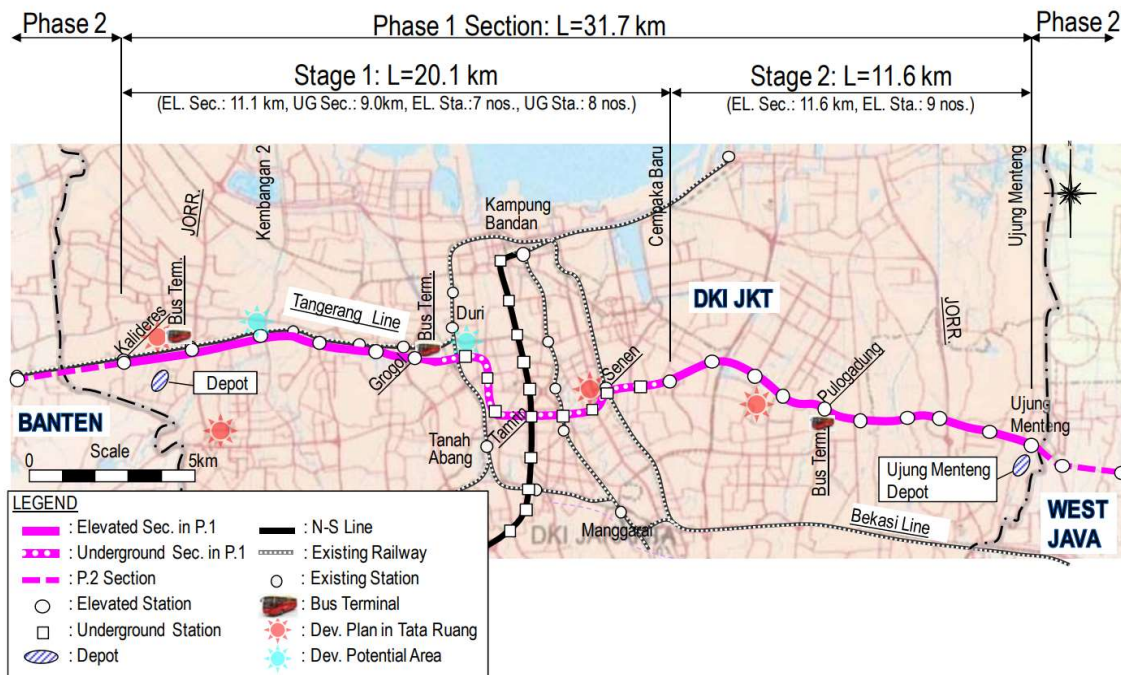 Phase 2
Phase 1 Section: L=31.7 km
Phase 2
Stage 1: L=20.1 km
(EL. Sec.: 11.1 km, UG Sec.: 9.0km, EL. Sta.:7 nos., UG Sta.: 8 nos.)
Stage 2: L=11.6 km
(EL. Sec.: 11.6 km, EL. Sta.: 9 nos.)
N
JORR.
Kembangan 2
Kampung
Bandan
Cempaka Baru
Ujung Menteng
Kalideres
Bus Term.
Tangerang Line
Bus Term.
Duri
DKI JKT
JORR.
Grogol
Senen
Depot
Pulogadung
BANTEN
Tanah
Abang
Tamrin
Ujung
Menteng
Scale
0
5km
Bus Term.
Ujung Menteng
Depot
Manggarai
Bekasi Line
WEST
JAVA
LEGEND
: Elevated Sec. in P.1
: N-S Line
: Underground Sec. in P.1
: Existing Railway
: P.2 Section
: Existing Station
: Elevated Station
: Bus Terminal
: Underground Station
: Dev. Plan in Tata Ruang
: Depot
: Dev. Potential Area